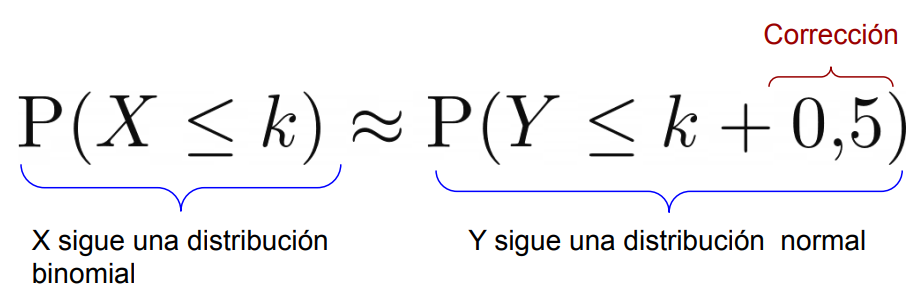 Corrección
P(X ≤ k) ≈ P(Y ≤ k + 0,5)
X sigue una distribución
binomial
Y sigue una distribución normal